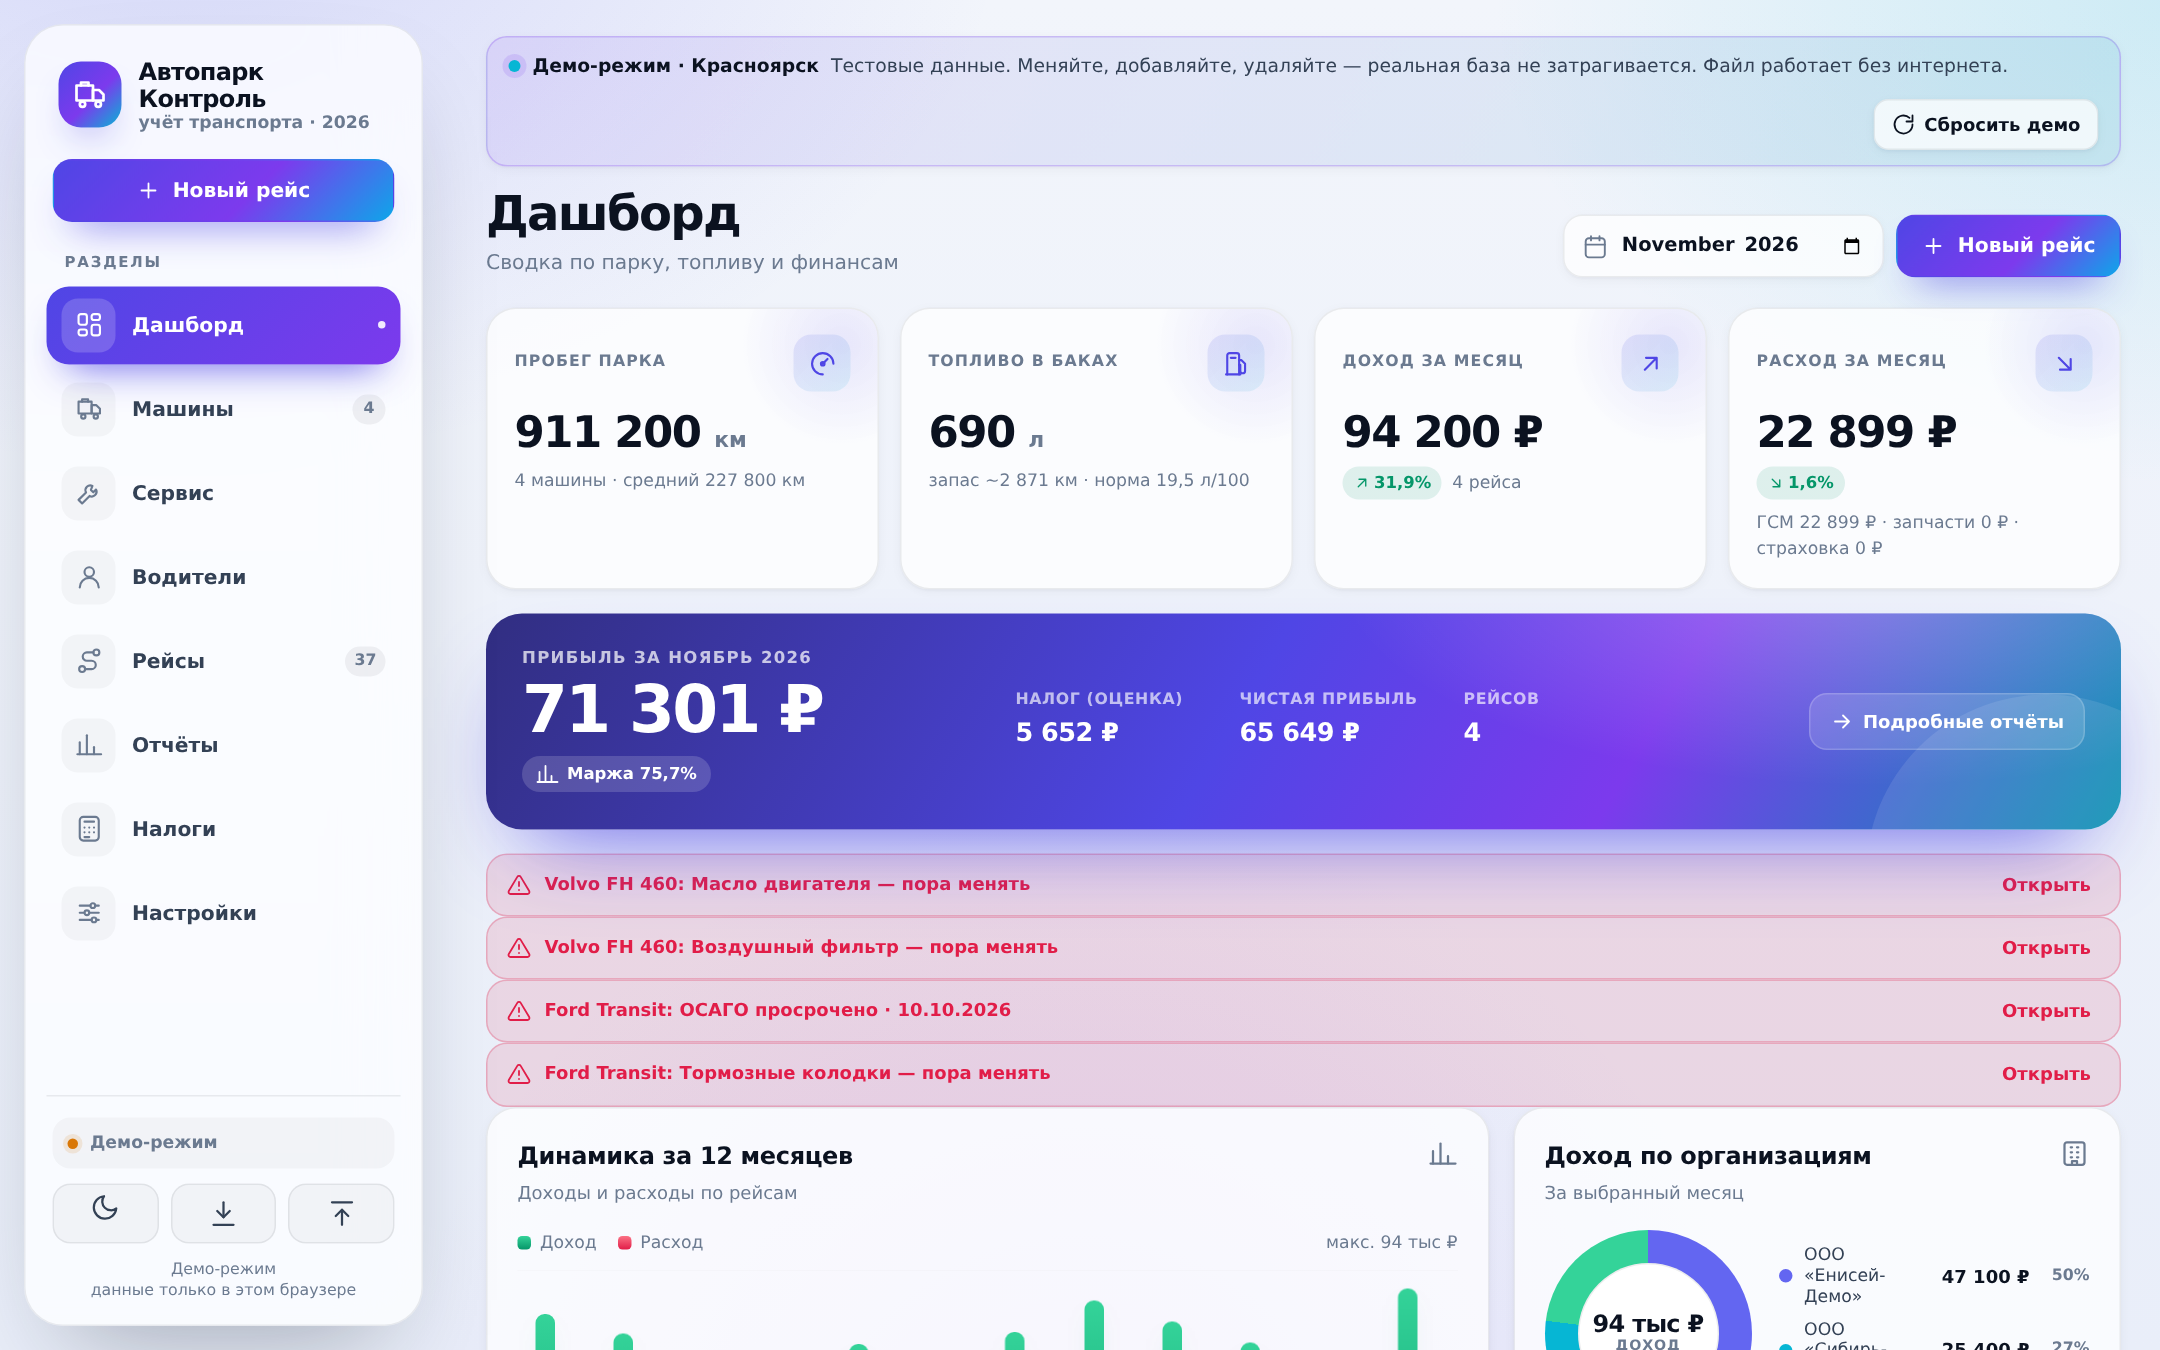 Автопарк
Контроль
учёт транспорта · 2026
Новый рейс
РАЗДЕЛЫ
Дашборд
Машины 4
Сервис
Водители
Рейсы 37
Отчёты
Налоги
Настройки
Демо-режим
Демо-режим
данные только в этом браузере
Демо-режим · Красноярск Тестовые данные. Меняйте, добавляйте, удаляйте — реальная база не затрагивается. Файл работает без интернета.
Сбросить демо
Дашборд
Сводка по парку, топливу и финансам
November 2026
Новый рейс
ПРОБЕГ ПАРКА
911 200 км
4 машины · средний 227 800 км
ТОПЛИВО В БАКАХ
690 л
запас ~2 871 км · норма 19,5 л/100
ДОХОД ЗА МЕСЯЦ
94 200 ₽
31,9% 4 рейса
РАСХОД ЗА МЕСЯЦ
22 899 ₽
1,6%
ГСМ 22 899 ₽ · запчасти 0 ₽ ·
страховка 0 ₽
ПРИБЫЛЬ ЗА НОЯБРЬ 2026
71 301 ₽
Маржа 75,7%
НАЛОГ (ОЦЕНКА)
5 652 ₽
ЧИСТАЯ ПРИБЫЛЬ
65 649 ₽
РЕЙСОВ
4
Подробные отчёты
Volvo FH 460: Масло двигателя — пора менять Открыть
Volvo FH 460: Воздушный фильтр — пора менять Открыть
Ford Transit: ОСАГО просрочено · 10.10.2026 Открыть
Ford Transit: Тормозные колодки — пора менять Открыть
Динамика за 12 месяцев
Доходы и расходы по рейсам
Доход Расход макс. 94 тыс ₽
Доход по организациям
За выбранный месяц
94 тыс ₽
ДОХОД
ООО
«Енисей-
Демо»
47 100 ₽ 50%
ООО
«Сибирь-
25 400 ₽ 27%